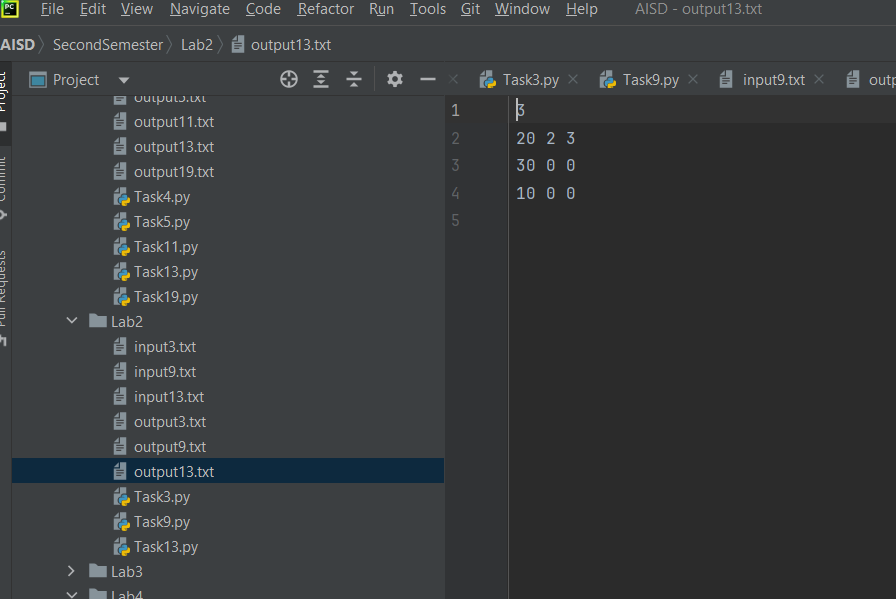 PC File Edit View Navigate Code Refactor Run Tools Git Window Help AISD - output13.txt
AISD SecondSemester Lab2 output13.txt
Project Task3.py Task9.py input9.txt outp
Project
Commit
Pull Requests
output5.txt
output11.txt
output13.txt
output19.txt
Task4.py
Task5.py
Task11.py
Task13.py
Task19.py
Lab2
input3.txt
input9.txt
input13.txt
output3.txt
output9.txt
output13.txt
Task3.py
Task9.py
Task13.py
Lab3
Lab4
1 3
2 20 2 3
3 30 0 0
4 10 0 0
5